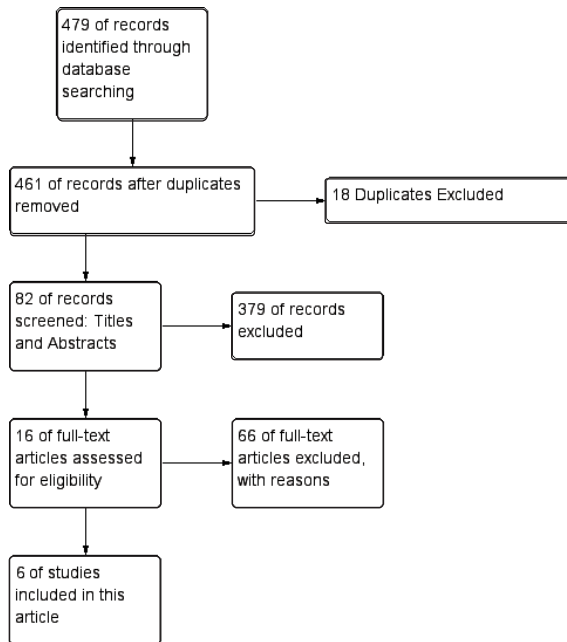 479 of records
identified through
database
searching
461 of records after duplicates
removed
18 Duplicates Excluded
82 of records
screened: Titles
and Abstracts
379 of records
excluded
16 of full-text
articles assessed
for eligibility
66 of full-text
articles excluded,
with reasons
6 of studies
included in this
article